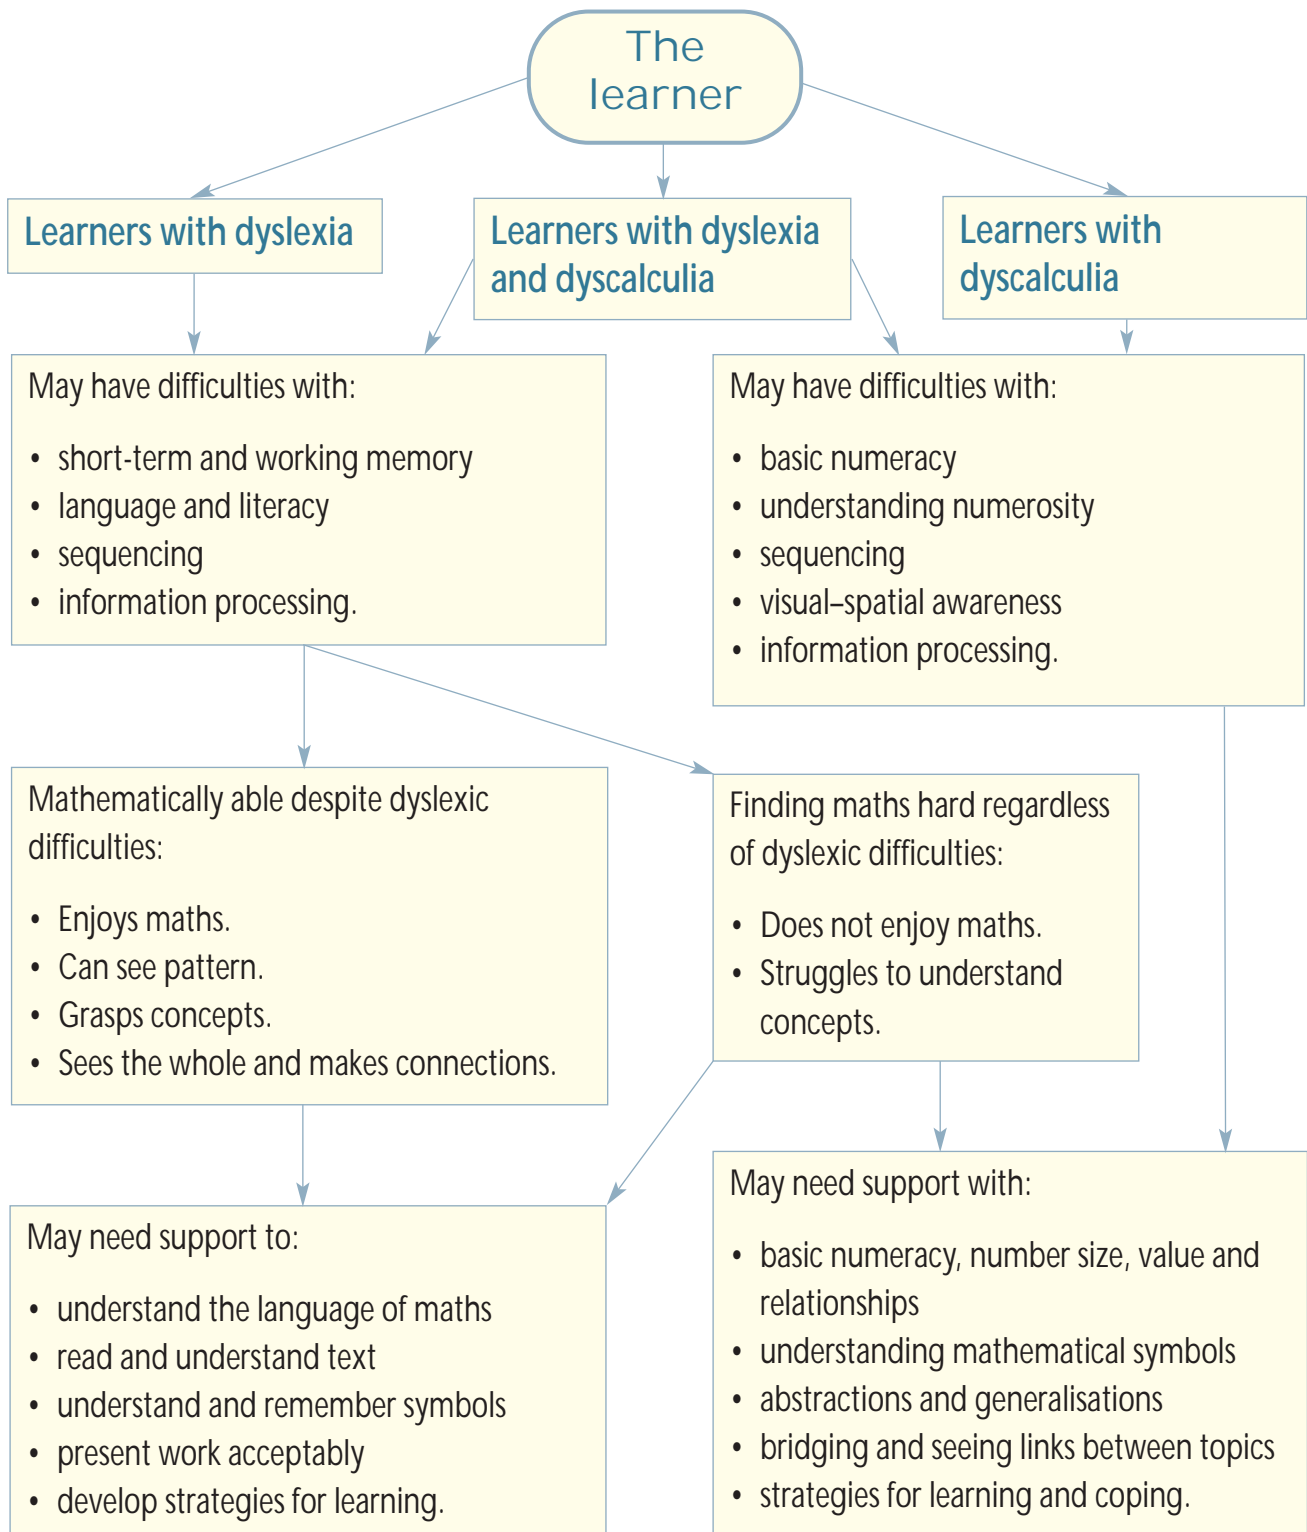 The
learner
Learners with dyslexia
Learners with dyslexia
and dyscalculia
Learners with
dyscalculia
May have difficulties with:
• short-term and working memory
• language and literacy
• sequencing
• information processing.
May have difficulties with:
• basic numeracy
• understanding numerosity
• sequencing
• visual–spatial awareness
• information processing.
Mathematically able despite dyslexic
difficulties:
• Enjoys maths.
• Can see pattern.
• Grasps concepts.
• Sees the whole and makes connections.
Finding maths hard regardless
of dyslexic difficulties:
• Does not enjoy maths.
• Struggles to understand
concepts.
May need support to:
• understand the language of maths
• read and understand text
• understand and remember symbols
• present work acceptably
• develop strategies for learning.
May need support with:
• basic numeracy, number size, value and
relationships
• understanding mathematical symbols
• abstractions and generalisations
• bridging and seeing links between topics
• strategies for learning and coping.